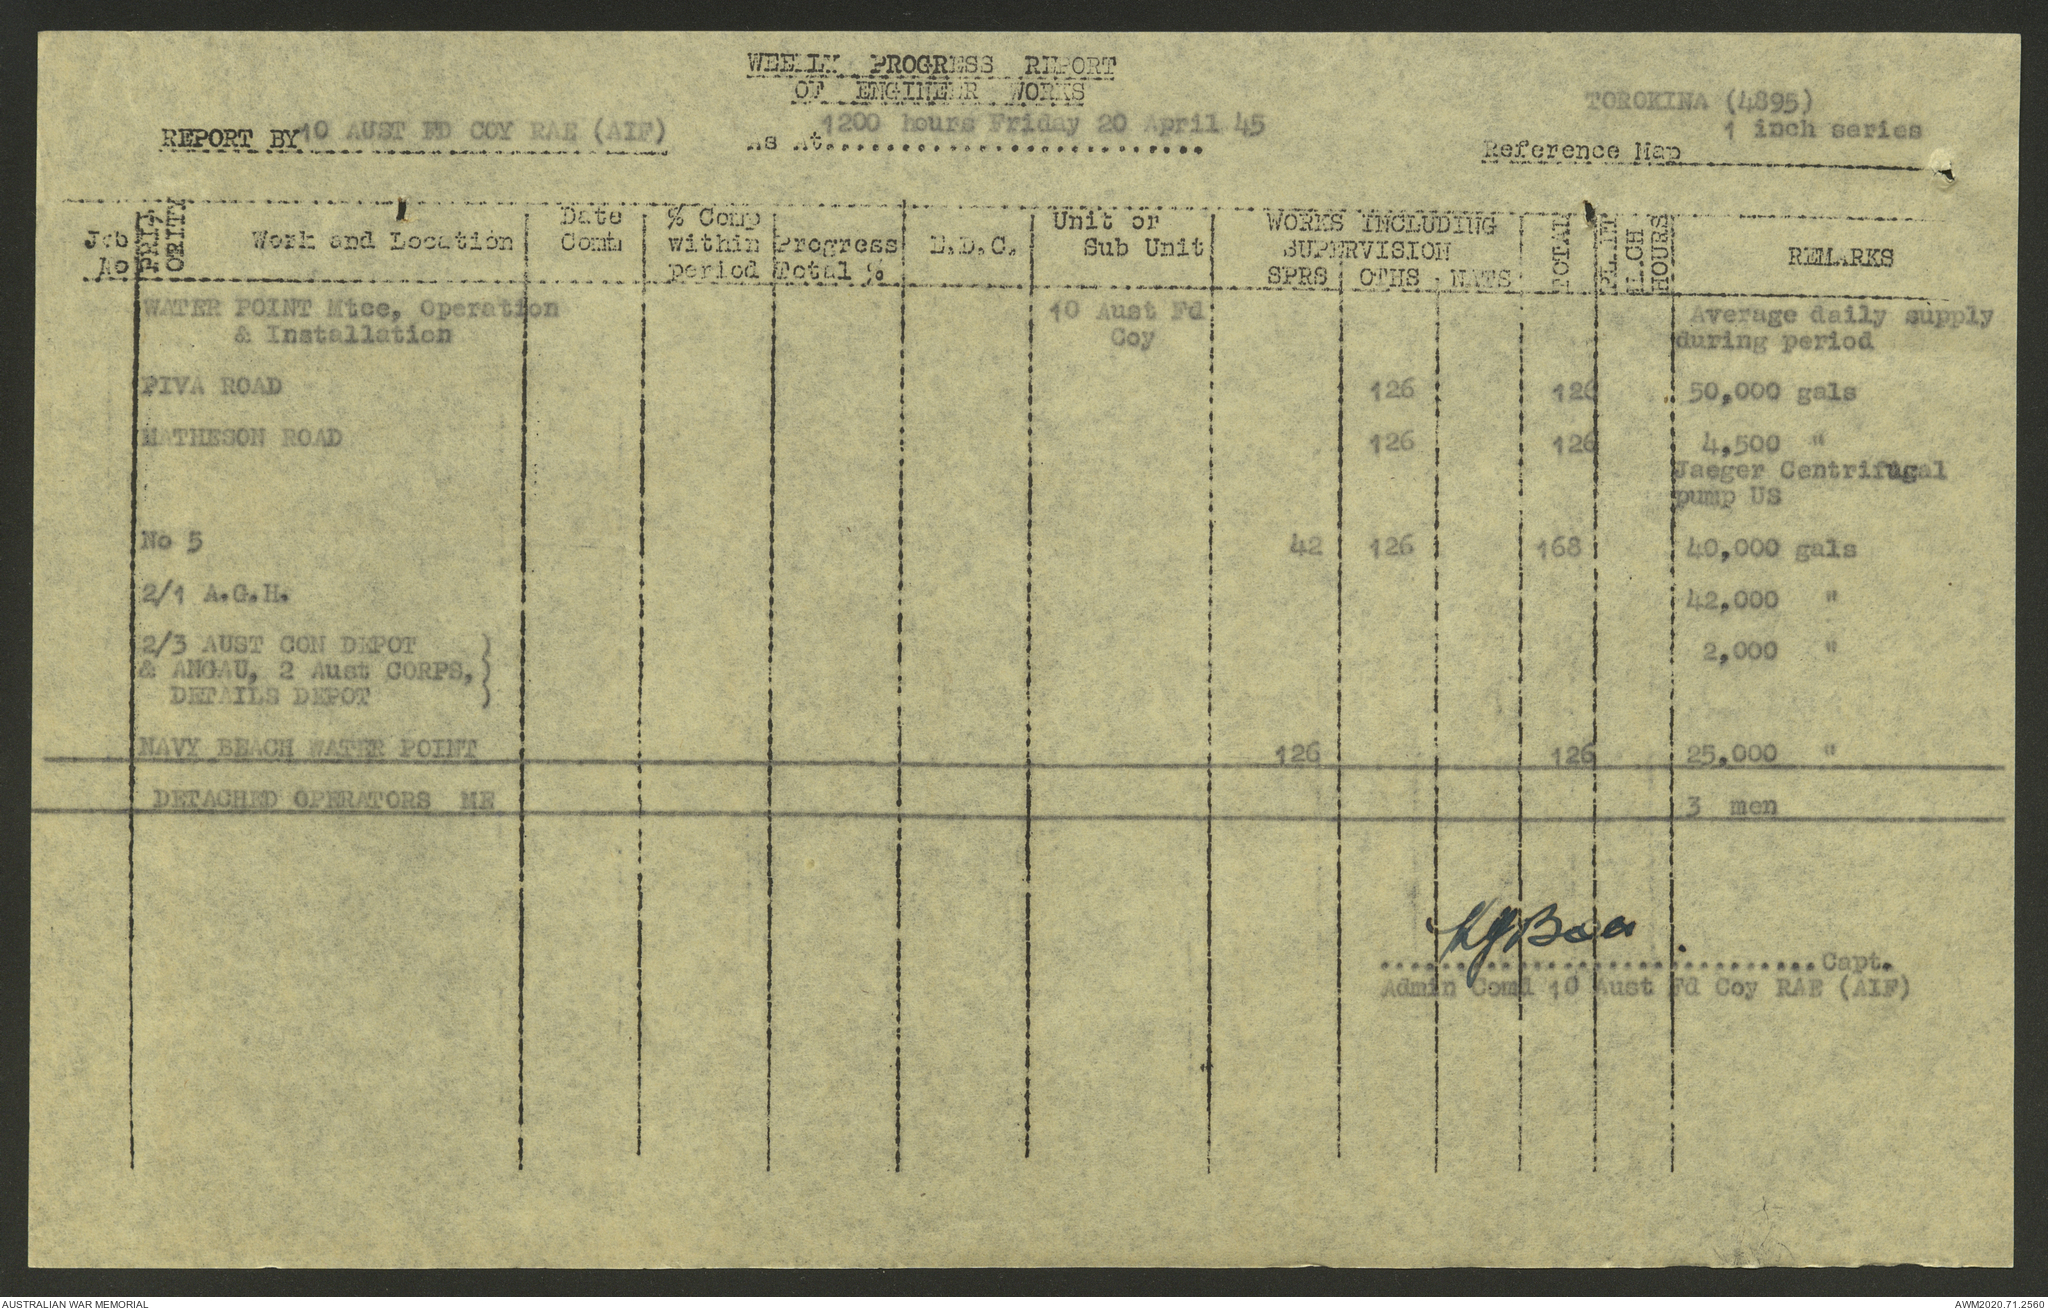 WEEKLY PROGRESS REPORT
OF ENGINEER WORKS
REPORT BY 10 AUST FD COY RAE (AIF)
As At 1200 hours Friday 20 April 45
TOROKINA (4895)
1 inch series
Reference Map
Job No
PRIORITY
Work and Location
Date Com
% Comp within period
Progress Total %
E.D.C.
Unit or Sub Unit
WORKS INCLUDING SUPERVISION
SPRS OTHS NATS
TOTAL
HOURS
REMARKS
WATER POINT Mtce, Operation 10 Aust Fd Average daily supply
& Installation Coy during period
PIVA ROAD 126 126 50,000 gals
MATHESON ROAD 126 126 4,500 "
Jaeger Centrifugal
pump US
No 5 42 126 168 40,000 gals
2/1 A.G.H. 42,000 "
2/3 AUST CON DEPOT ) 2,000 "
& ANGAU, 2 Aust CORPS, )
DETAILS DEPOT )
NAVY BEACH WATER POINT 126 126 25,000 "
DETACHED OPERATORS ME 3 men
Capt.
Admin Comd 10 Aust Fd Coy RAE (AIF)
AUSTRALIAN WAR MEMORIAL
AWM2020.71.2560